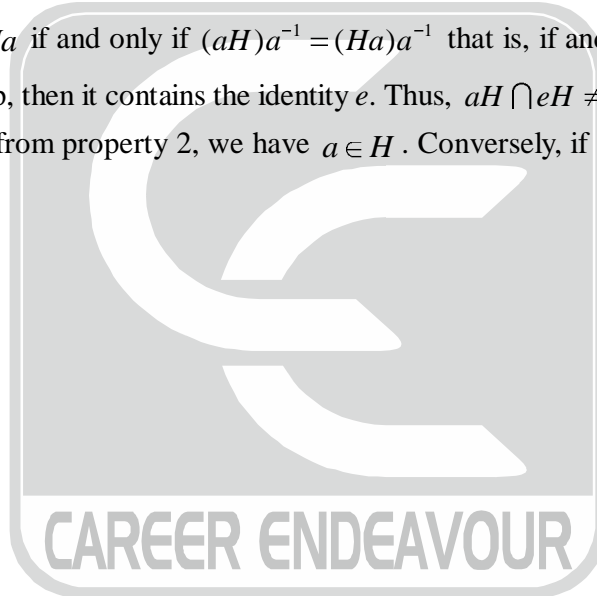 Ha if and only if (aH)a⁻¹ = (Ha)a⁻¹ that is, if and
, then it contains the identity e. Thus, aH ⋂ eH ≠
from property 2, we have a ∈ H . Conversely, if
CAREER ENDEAVOUR